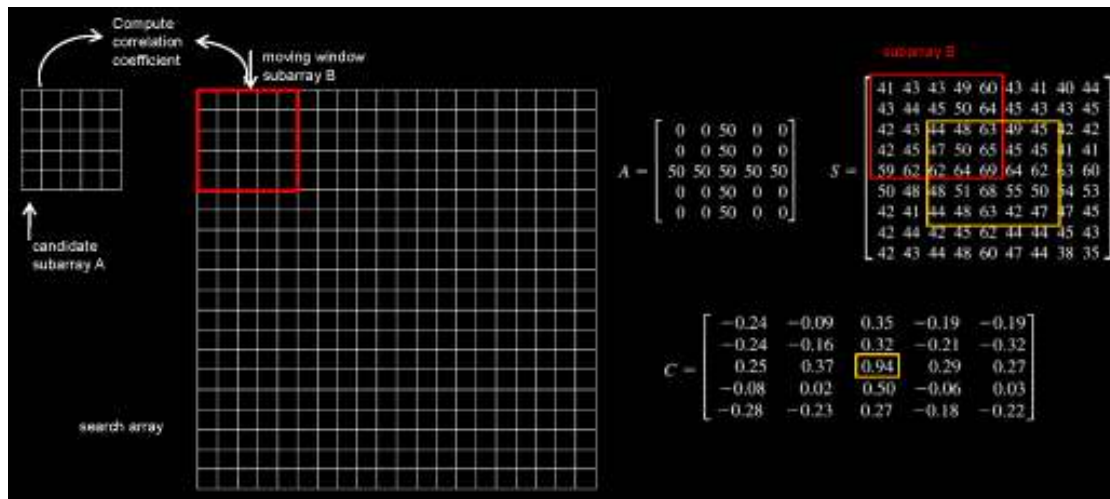 Compute
correlation
coefficient
moving window
subarray B
candidate
subarray A
search array
A =
0 0 50 0 0
0 0 50 0 0
50 50 50 50 50
0 0 50 0 0
0 0 50 0 0
subarray B
S =
41 43 43 49 60 43 41 40 44
43 44 45 50 64 45 43 43 45
42 43 44 48 63 49 45 42 42
42 45 47 50 65 45 45 41 41
59 62 62 64 69 64 62 63 60
50 48 48 51 68 55 50 54 53
42 41 44 48 63 42 47 47 45
42 44 42 45 62 44 44 45 43
42 43 44 48 60 47 44 38 35
C =
−0.24 −0.09 0.35 −0.19 −0.19
−0.24 −0.16 0.32 −0.21 −0.32
0.25 0.37 0.94 0.29 0.27
−0.08 0.02 0.50 −0.06 0.03
−0.28 −0.23 0.27 −0.18 −0.22